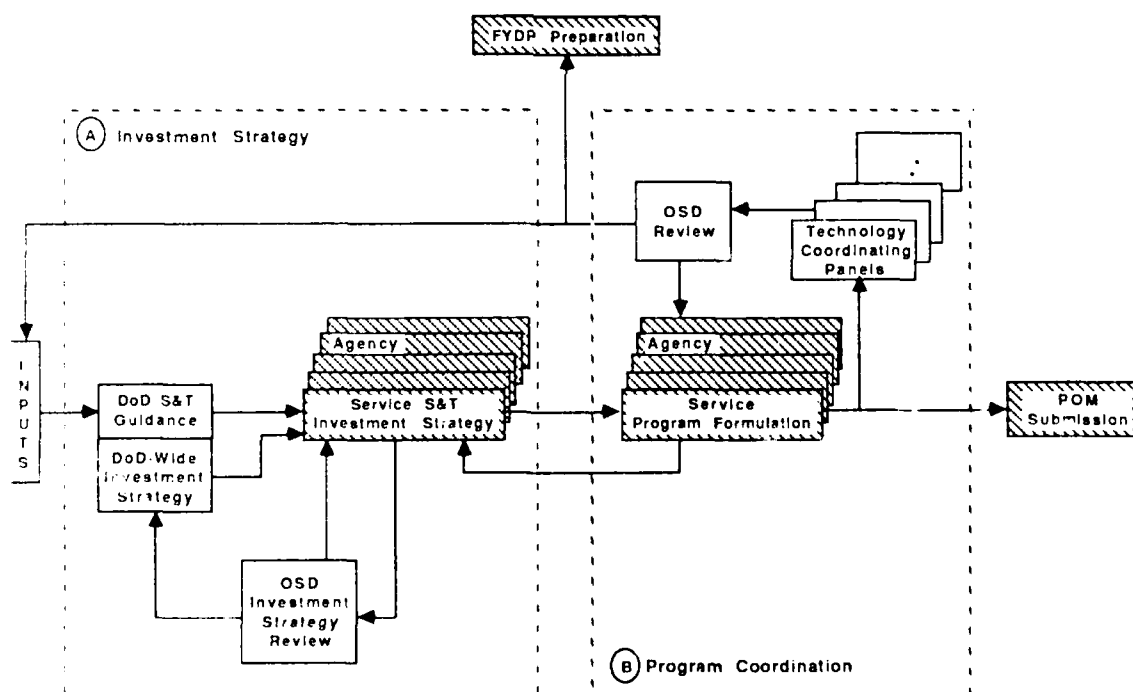 FYDP Preparation
A Investment Strategy
OSD
Review
Technology
Coordinating
Panels
INPUTS
Agency
Agency
DoD S&T
Guidance
Service S&T
Investment Strategy
Service
Program Formulation
POM
Submission
DoD-Wide
Investment
Strategy
OSD
Investment
Strategy
Review
B Program Coordination